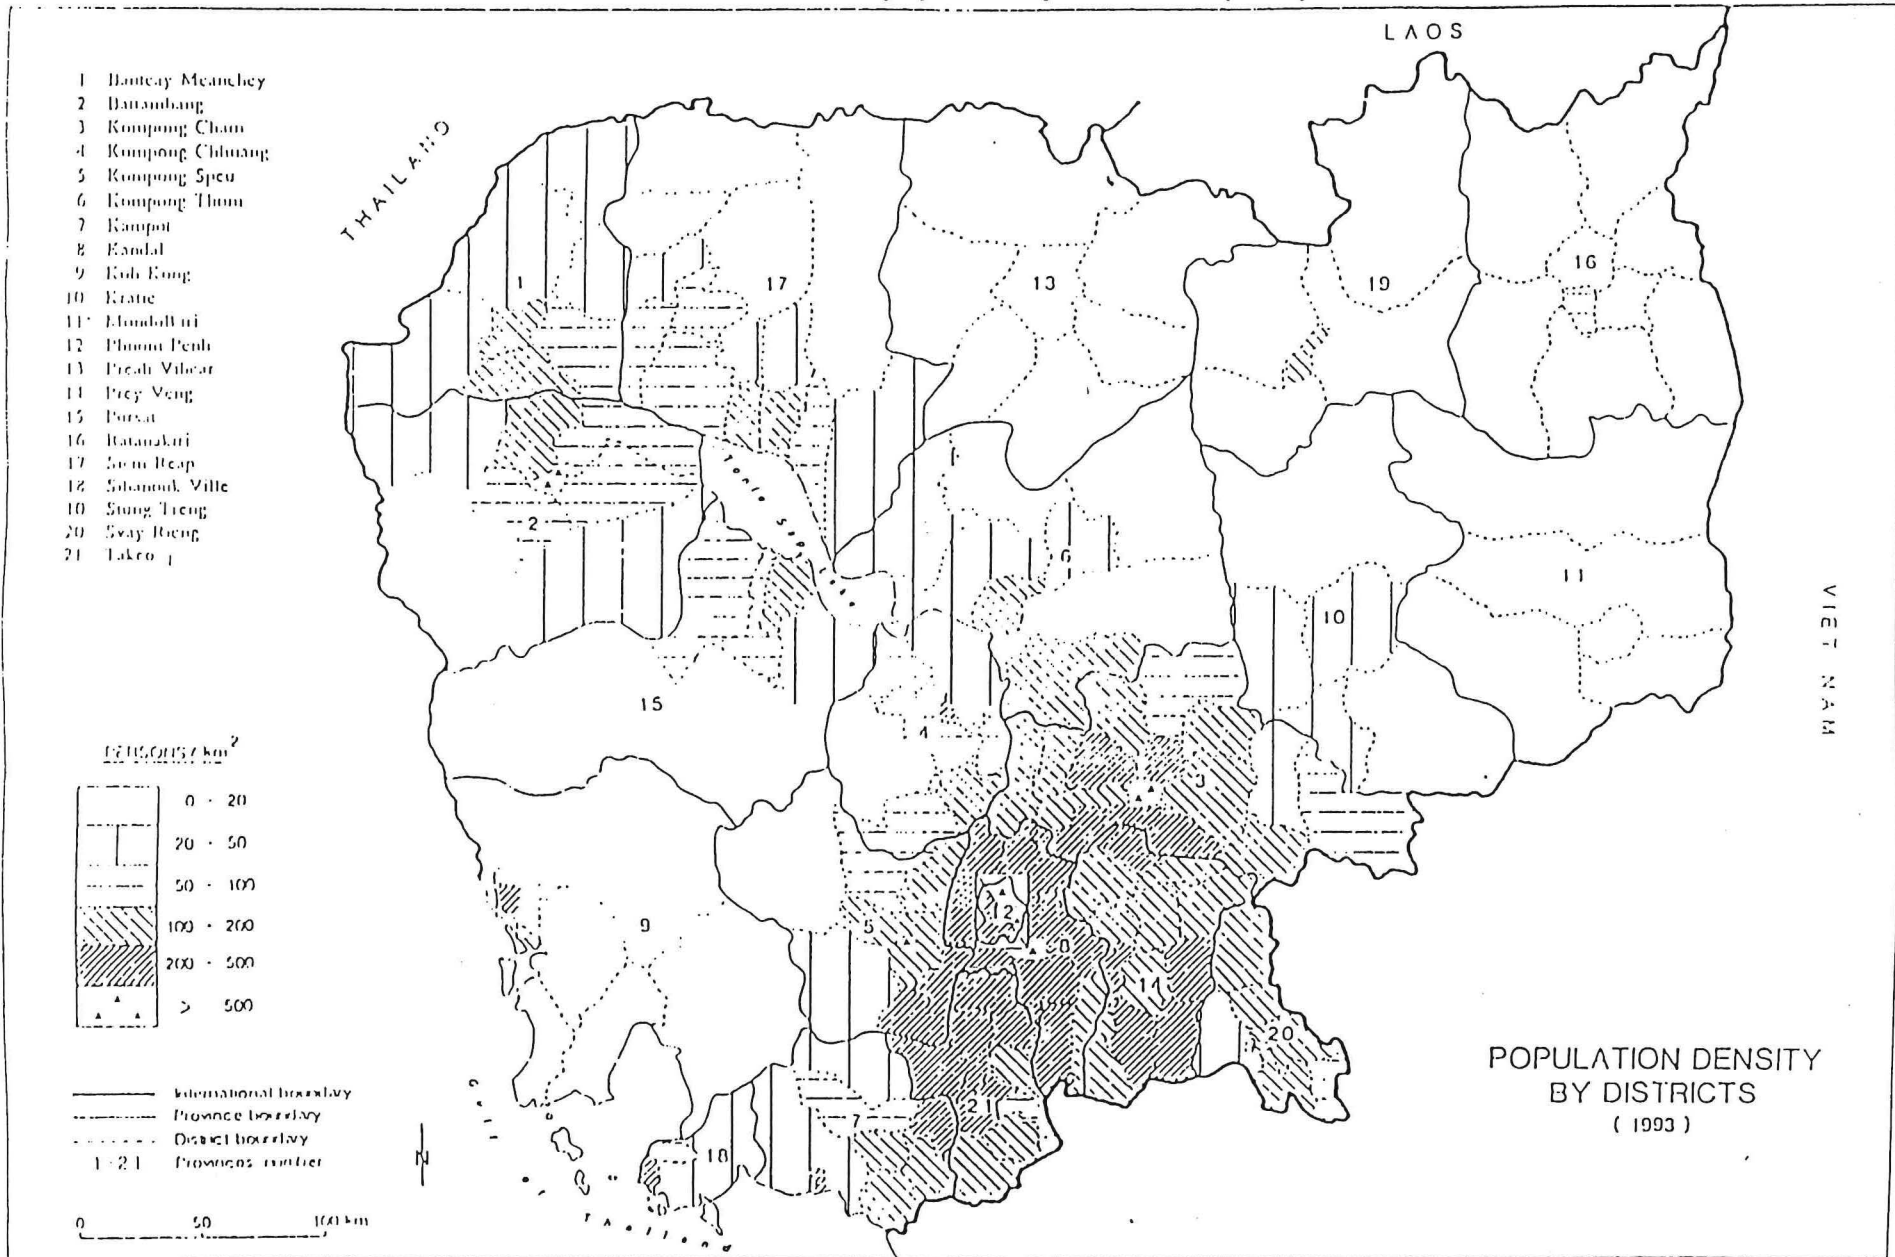 LAOS
THAILAND
VIET NAM
1 Banteay Meanchey
2 Battambang
3 Kompong Cham
4 Kompong Chhnang
5 Kompong Speu
6 Kompong Thom
7 Kampot
8 Kandal
9 Koh Kong
10 Kratie
11 Mondolkiri
12 Phnom Penh
13 Preah Vihear
14 Prey Veng
15 Pursat
16 Ratanakiri
17 Siem Reap
18 Sihanouk Ville
19 Stung Treng
20 Svay Rieng
21 Takeo
1
17
13
19
16
2
Tonle Sap
6
10
11
15
4
3
9
5
12
8
14
20
7
21
18
PERSONS / km2
0 - 20
20 - 50
50 - 100
100 - 200
200 - 500
> 500
International boundary
Province boundary
District boundary
1 - 21
N
0 50 100 km
Gulf of Thailand
POPULATION DENSITY
BY DISTRICTS
( 1993 )